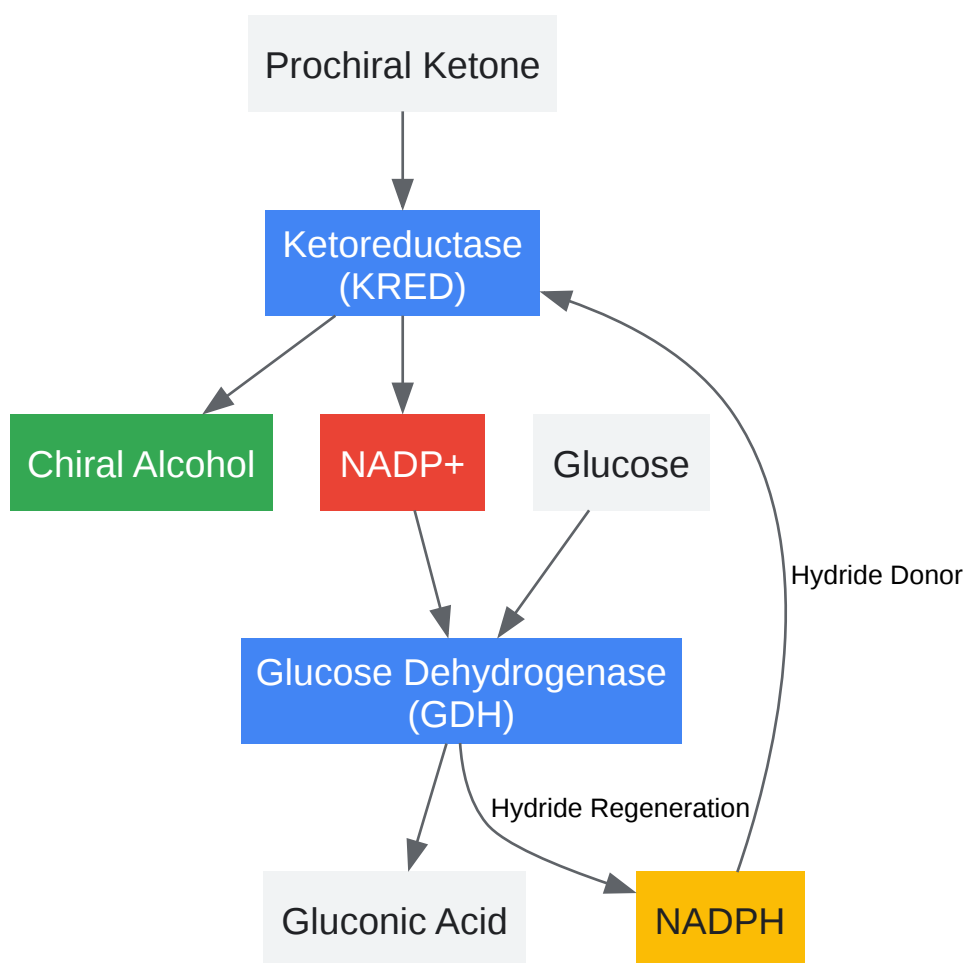 Prochiral Ketone
Ketoreductase
(KRED)
Chiral Alcohol
NADP+
Glucose
Hydride Donor
Glucose Dehydrogenase
(GDH)
Hydride Regeneration
Gluconic Acid
NADPH